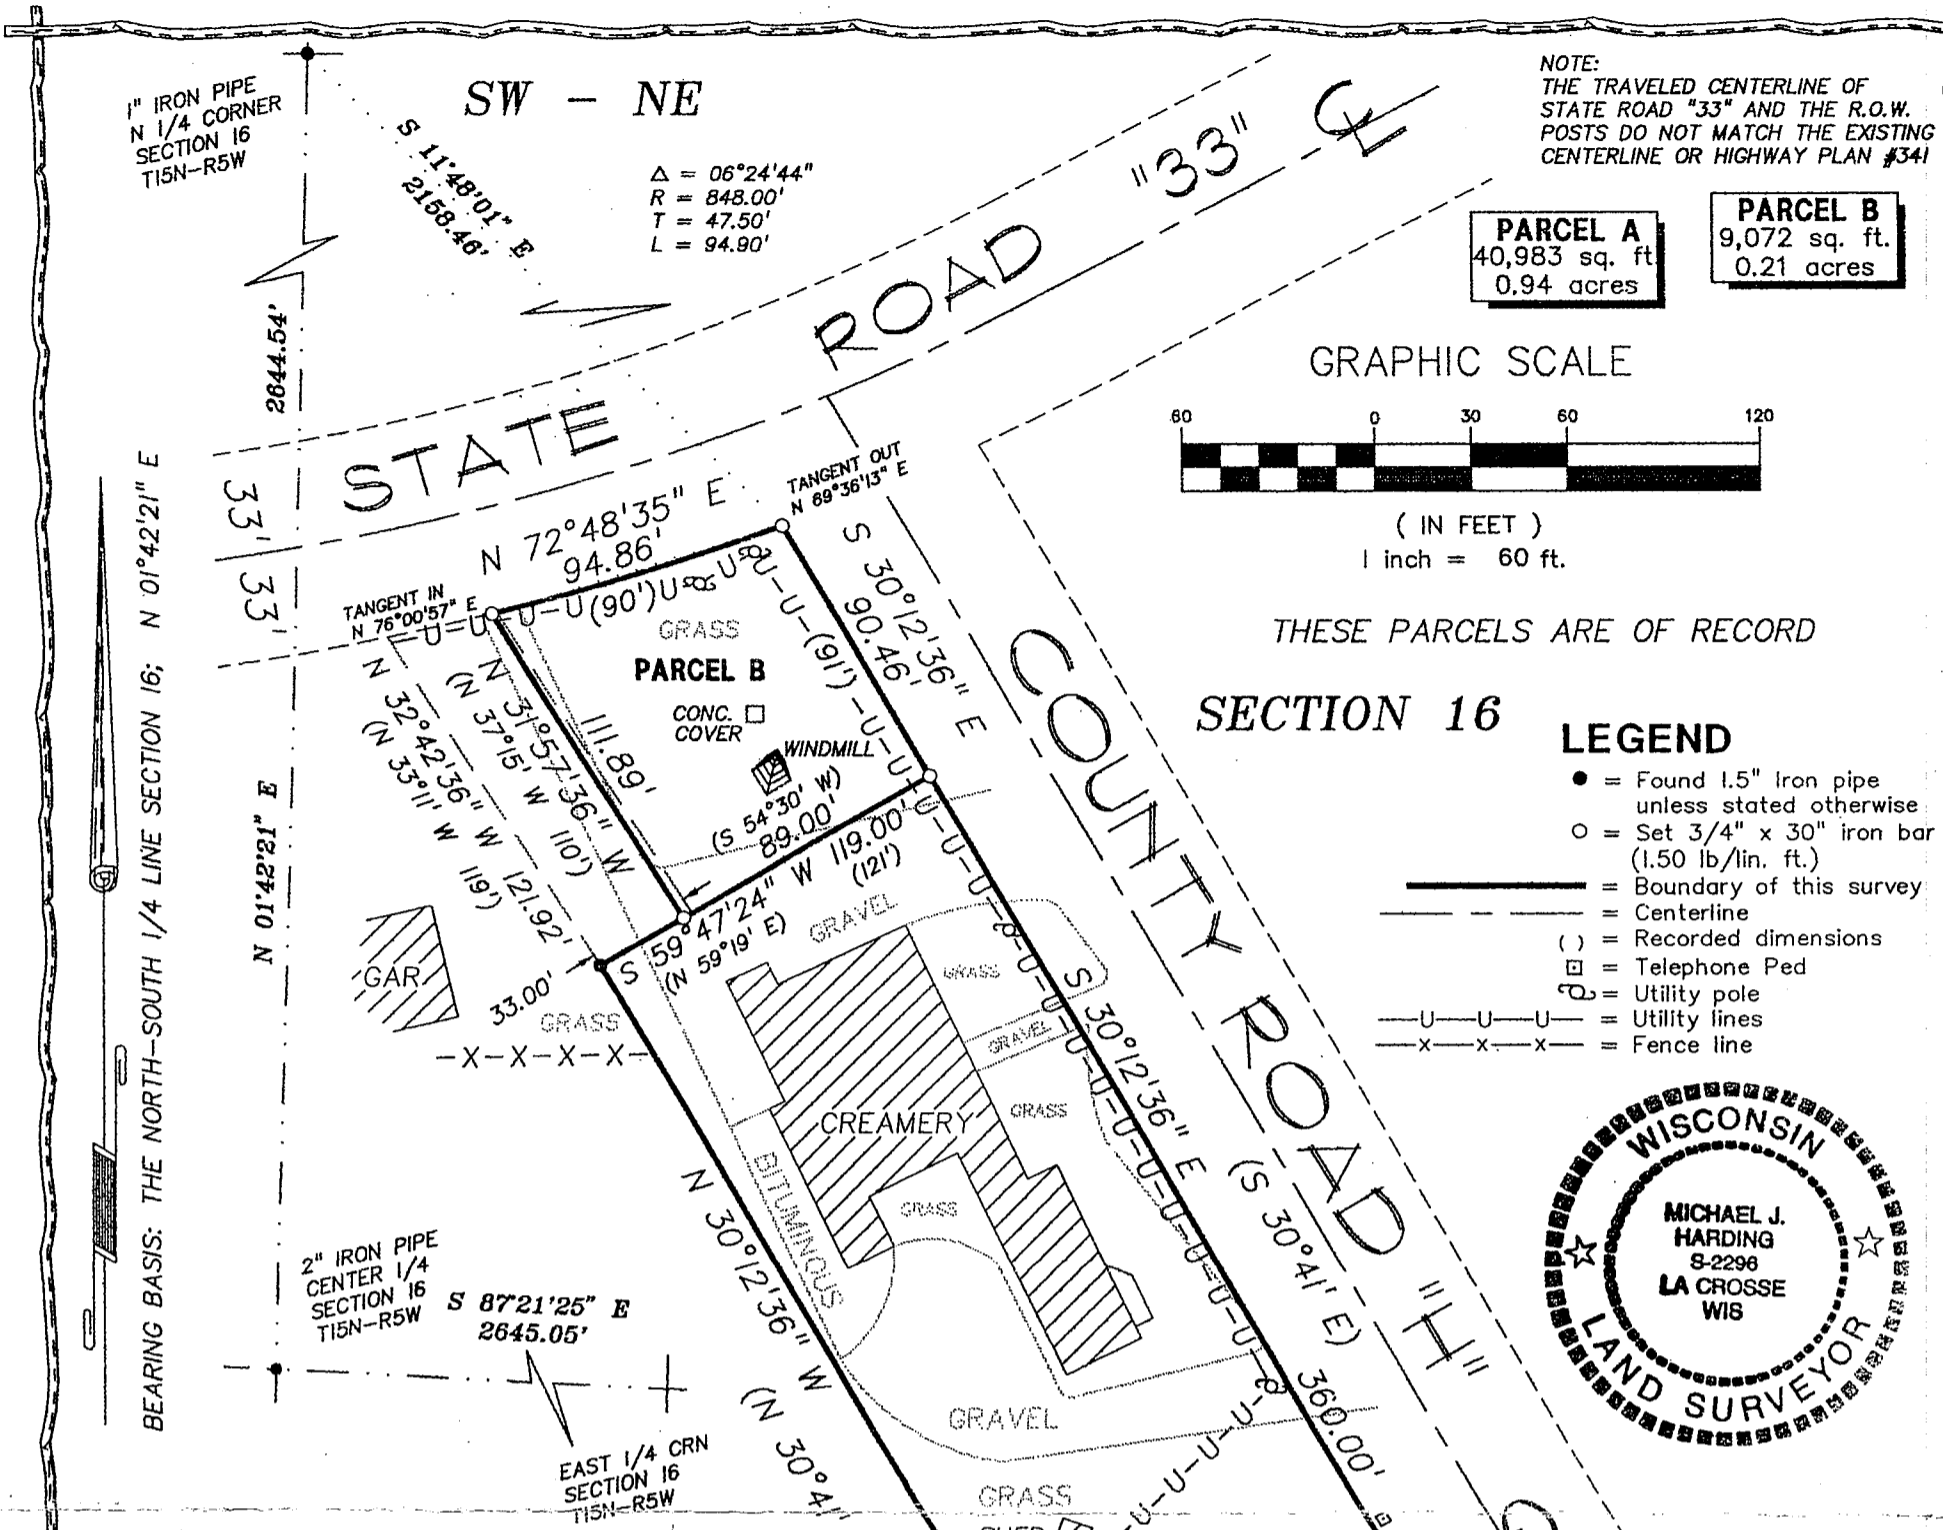 1" IRON PIPE
N 1/4 CORNER
SECTION 16
T15N-R5W
SW - NE
S 11°48'01" E
2158.46'
Δ = 06°24'44"
R = 848.00'
T = 47.50'
L = 94.90'
STATE ROAD "33" CL
NOTE:
THE TRAVELED CENTERLINE OF
STATE ROAD "33" AND THE R.O.W.
POSTS DO NOT MATCH THE EXISTING
CENTERLINE OR HIGHWAY PLAN #341
PARCEL A
40,983 sq. ft
0.94 acres
PARCEL B
9,072 sq. ft.
0.21 acres
GRAPHIC SCALE
60 0 30 60 120
( IN FEET )
1 inch = 60 ft.
THESE PARCELS ARE OF RECORD
SECTION 16
LEGEND
● = Found 1.5" Iron pipe
unless stated otherwise
○ = Set 3/4" x 30" iron bar
(1.50 lb/lin. ft.)
= Boundary of this survey
= Centerline
( ) = Recorded dimensions
= Telephone Ped
= Utility pole
—U—U—U— = Utility lines
—x—x—x— = Fence line
WISCONSIN
MICHAEL J.
HARDING
S-2296
LA CROSSE
WIS
LAND SURVEYOR
BEARING BASIS: THE NORTH-SOUTH 1/4 LINE SECTION 16; N 01°42'21" E
2644.54'
N 01°42'21" E
33'
33'
TANGENT IN
N 76°00'57" E
N 72°48'35" E
94.86'
(90')
TANGENT OUT
N 69°36'13" E
S 30°12'36" E
90.46'
(91')
GRASS
PARCEL B
CONC.
COVER
WINDMILL
111.89'
N 31°57'36" W
(N 37°15' W 110')
N 32°42'36" W 121.92'
(N 33°11' W 119')
(S 54°30' W)
89.00'
S 59°47'24" W 119.00'
(N 59°19' E)
(121')
33.00'
GAR.
GRASS
-X-X-X-X-
GRAVEL
GRASS
GRAVEL
GRASS
CREAMERY
BITUMINOUS
GRASS
COUNTY ROAD "H"
S 30°12'36" E
(S 30°41' E)
360.00'
N 30°12'36" W
(N 30°41'
GRAVEL
GRASS
2" IRON PIPE
CENTER 1/4
SECTION 16
T15N-R5W
S 87°21'25" E
2645.05'
EAST 1/4 CRN
SECTION 16
T15N-R5W